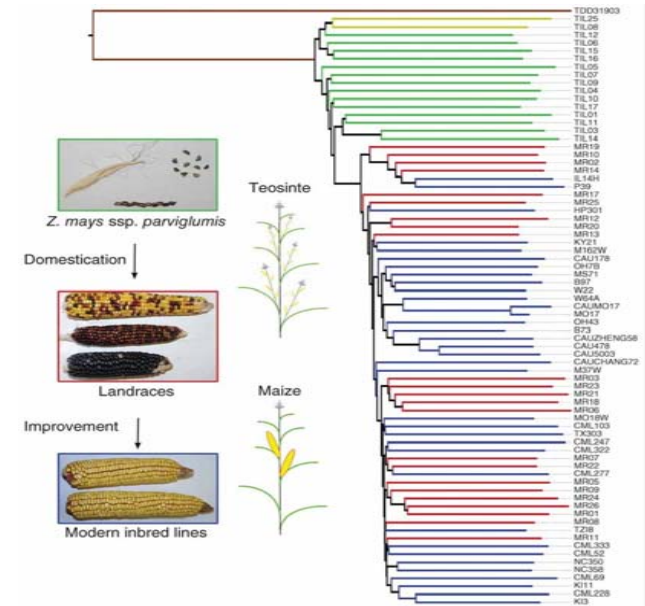 Z. mays ssp. parviglumis
Domestication
Landraces
Improvement
Modern inbred lines
Teosinte
Maize
TDD31903
TIL25
TIL08
TIL12
TIL06
TIL15
TIL16
TIL05
TIL07
TIL09
TIL04
TIL10
TIL17
TIL01
TIL11
TIL03
TIL14
MR19
MR10
MR02
MR14
IL14H
P39
MR17
MR25
HP301
MR12
MR20
MR13
KY21
M162W
CAU178
OH7B
MS71
B97
W22
W64A
CAUMO17
MO17
OH43
B73
CAUZHENG58
CAU478
CAU5003
CAUCHANG72
M37W
MR03
MR23
MR21
MR18
MR06
MO18W
CML103
TX303
CML247
CML322
MR07
MR22
CML277
MR05
MR09
MR24
MR26
MR01
MR08
TZI8
MR11
CML333
CML52
NC350
NC358
CML69
KI11
CML228
KI3